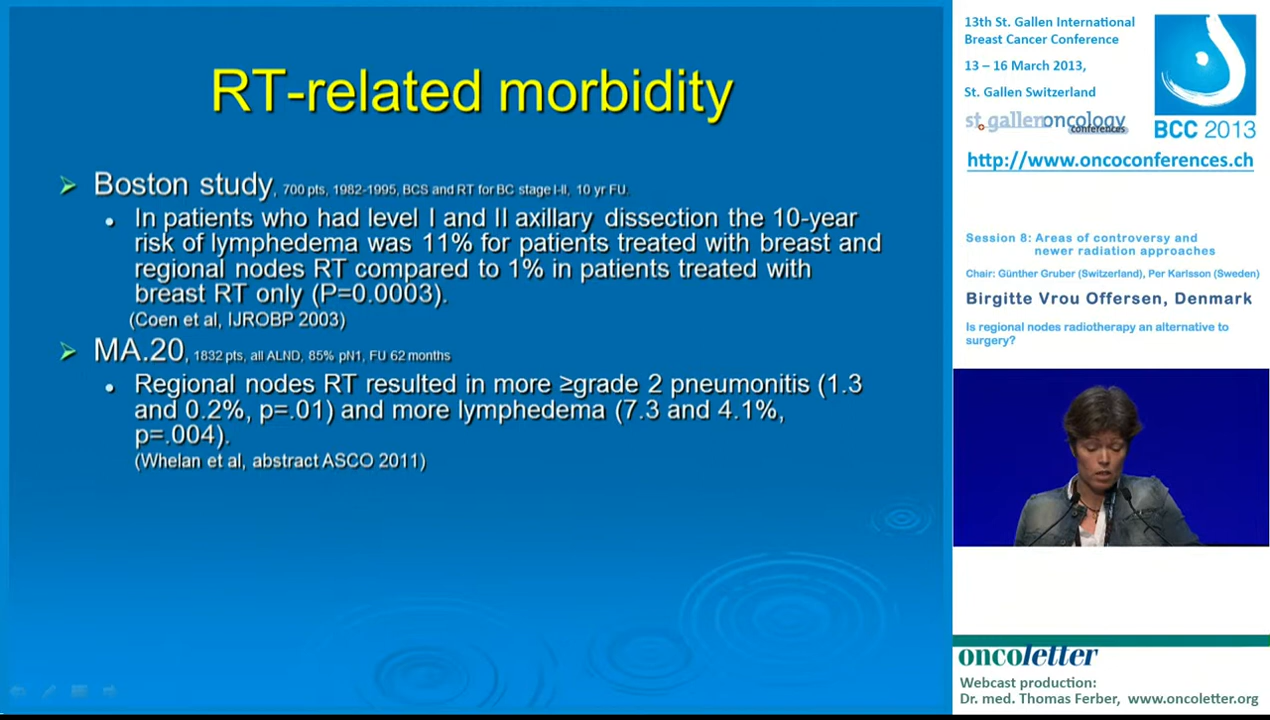 RT-related morbidity
Boston study, 700 pts, 1982-1995, BCS and RT for BC stage I-II, 10 yr FU.
In patients who had level I and II axillary dissection the 10-year
risk of lymphedema was 11% for patients treated with breast and
regional nodes RT compared to 1% in patients treated with
breast RT only (P=0.0003).
(Coen et al, IJROBP 2003)
MA.20, 1832 pts, all ALND, 85% pN1, FU 62 months
Regional nodes RT resulted in more ≥grade 2 pneumonitis (1.3
and 0.2%, p=.01) and more lymphedema (7.3 and 4.1%,
p=.004).
(Whelan et al, abstract ASCO 2011)
13th St. Gallen International
Breast Cancer Conference
13 – 16 March 2013,
St. Gallen Switzerland
st.gallenoncology
conferences
BCC 2013
http://www.oncoconferences.ch
Session 8: Areas of controversy and
newer radiation approaches
Chair: Günther Gruber (Switzerland), Per Karlsson (Sweden)
Birgitte Vrou Offersen, Denmark
Is regional nodes radiotherapy an alternative to
surgery?
oncoletter
Webcast production:
Dr. med. Thomas Ferber, www.oncoletter.org